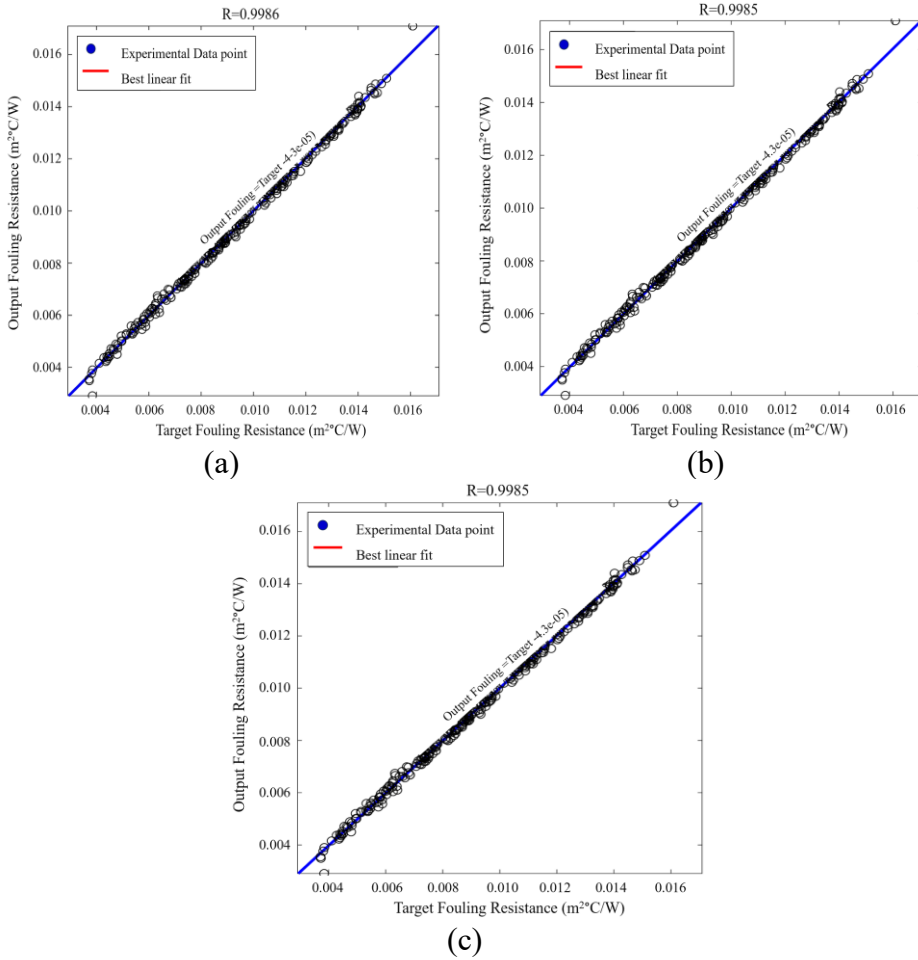 R=0.9986
Experimental Data point
Best linear fit
Output Fouling =Target -4.3e-05)
Output Fouling Resistance (m²°C/W)
0.016
0.014
0.012
0.010
0.008
0.006
0.004
0.004 0.006 0.008 0.010 0.012 0.014 0.016
Target Fouling Resistance (m²°C/W)
(a)
R=0.9985
Experimental Data point
Best linear fit
Output Fouling =Target -4.3e-05)
Output Fouling Resistance (m²°C/W)
0.016
0.014
0.012
0.010
0.008
0.006
0.004
0.004 0.006 0.008 0.010 0.012 0.014 0.016
Target Fouling Resistance (m²°C/W)
(b)
R=0.9985
Experimental Data point
Best linear fit
Output Fouling =Target -4.3e-05)
Output Fouling Resistance (m²°C/W)
0.016
0.014
0.012
0.010
0.008
0.006
0.004
0.004 0.006 0.008 0.010 0.012 0.014 0.016
Target Fouling Resistance (m²°C/W)
(c)